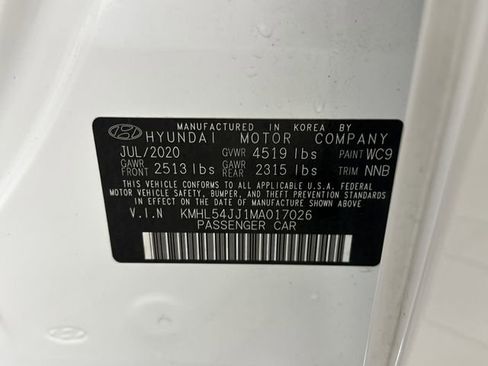 MANUFACTURED IN KOREA BY
HYUNDAI MOTOR COMPANY
JUL/2020 GVWR 4519 lbs PAINT WC9
GAWR FRONT 2513 lbs GAWR REAR 2315 lbs TRIM NNB
THIS VEHICLE CONFORMS TO ALL APPLICABLE U.S.A. FEDERAL
MOTOR VEHICLE SAFETY, BUMPER, AND THEFT PREVENTION STANDARDS
IN EFFECT ON THE DATE OF MANUFACTURE SHOWN ABOVE.
V.I.N KMHL54JJ1MA017026
PASSENGER CAR